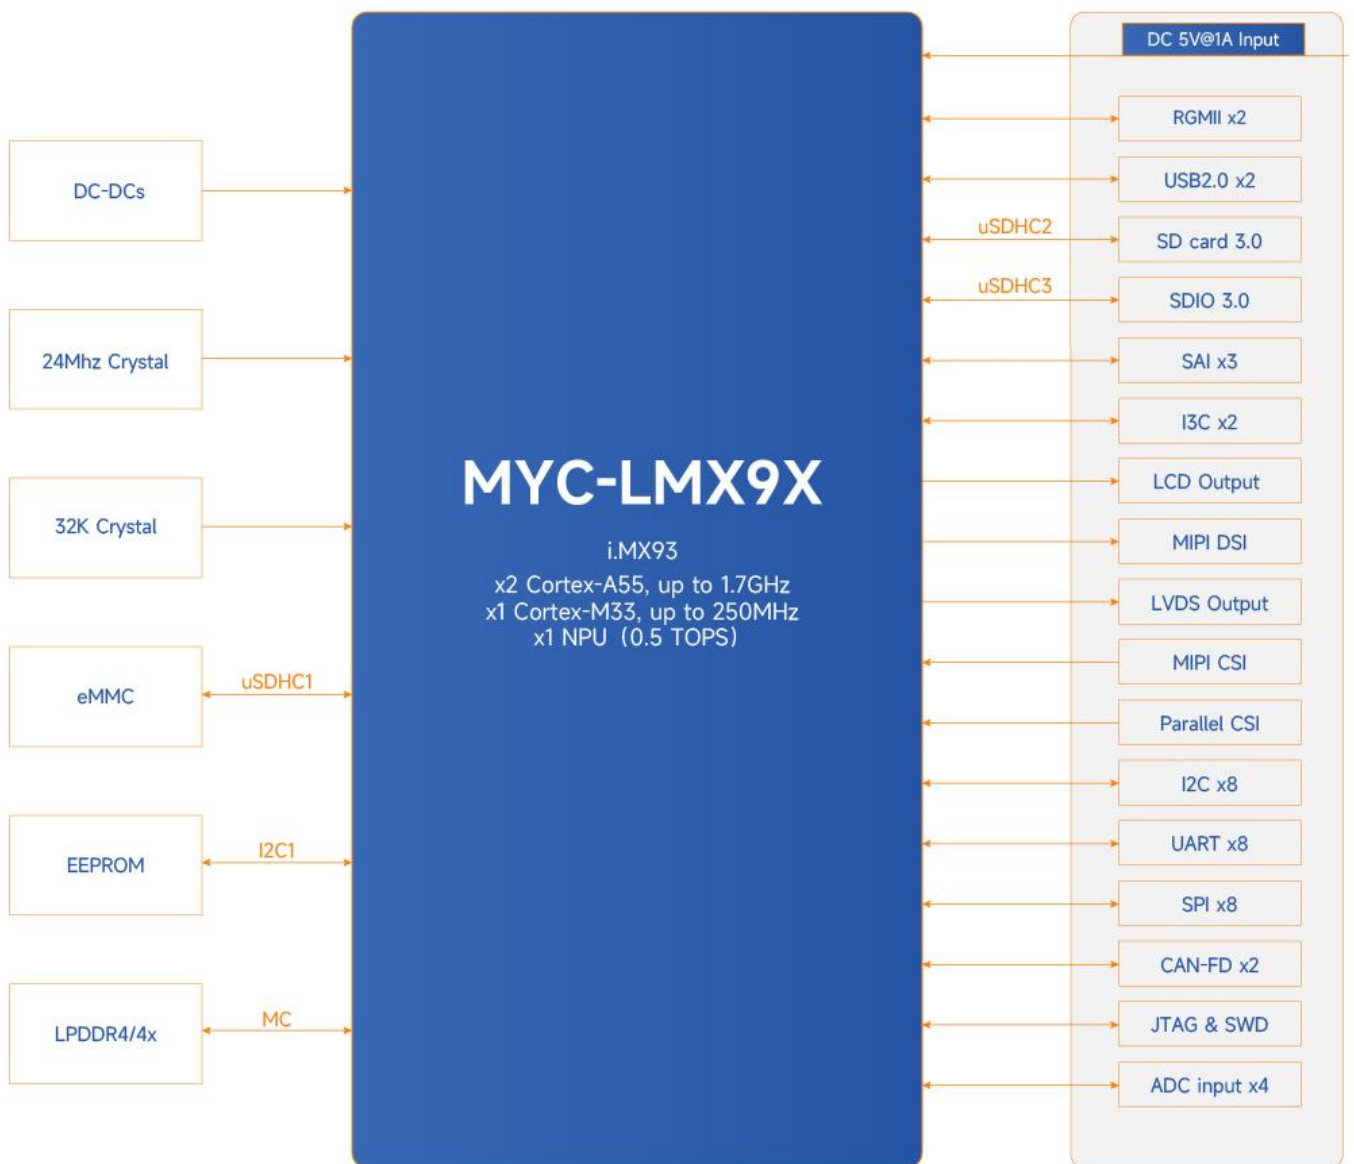 DC-DCs
24Mhz Crystal
32K Crystal
eMMC
uSDHC1
EEPROM
I2C1
LPDDR4/4x
MC
MYC-LMX9X
i.MX93
x2 Cortex-A55, up to 1.7GHz
x1 Cortex-M33, up to 250MHz
x1 NPU (0.5 TOPS)
DC 5V@1A Input
RGMII x2
USB2.0 x2
uSDHC2
SD card 3.0
uSDHC3
SDIO 3.0
SAI x3
I3C x2
LCD Output
MIPI DSI
LVDS Output
MIPI CSI
Parallel CSI
I2C x8
UART x8
SPI x8
CAN-FD x2
JTAG & SWD
ADC input x4